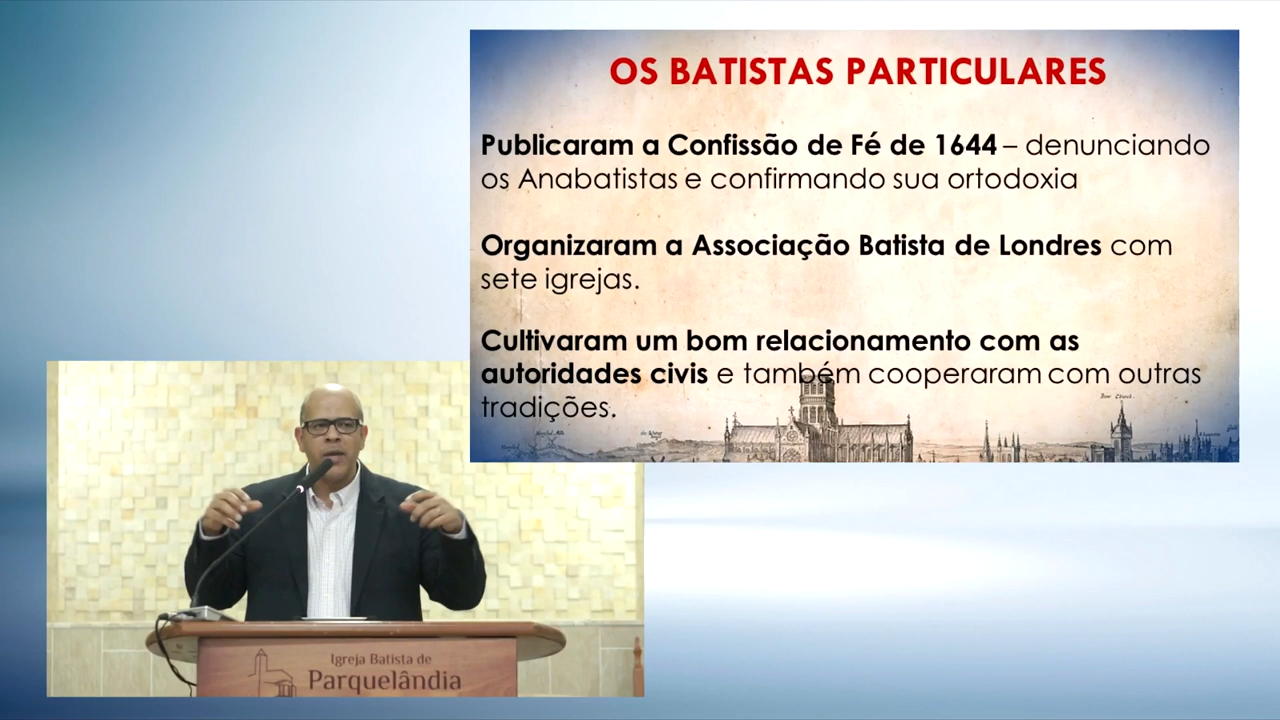 OS BATISTAS PARTICULARES
Publicaram a Confissão de Fé de 1644 – denunciando
os Anabatistas e confirmando sua ortodoxia
Organizaram a Associação Batista de Londres com
sete igrejas.
Cultivaram um bom relacionamento com as
autoridades civis e também cooperaram com outras
tradições.
Bow Church.
Igreja Batista de
Parquelândia